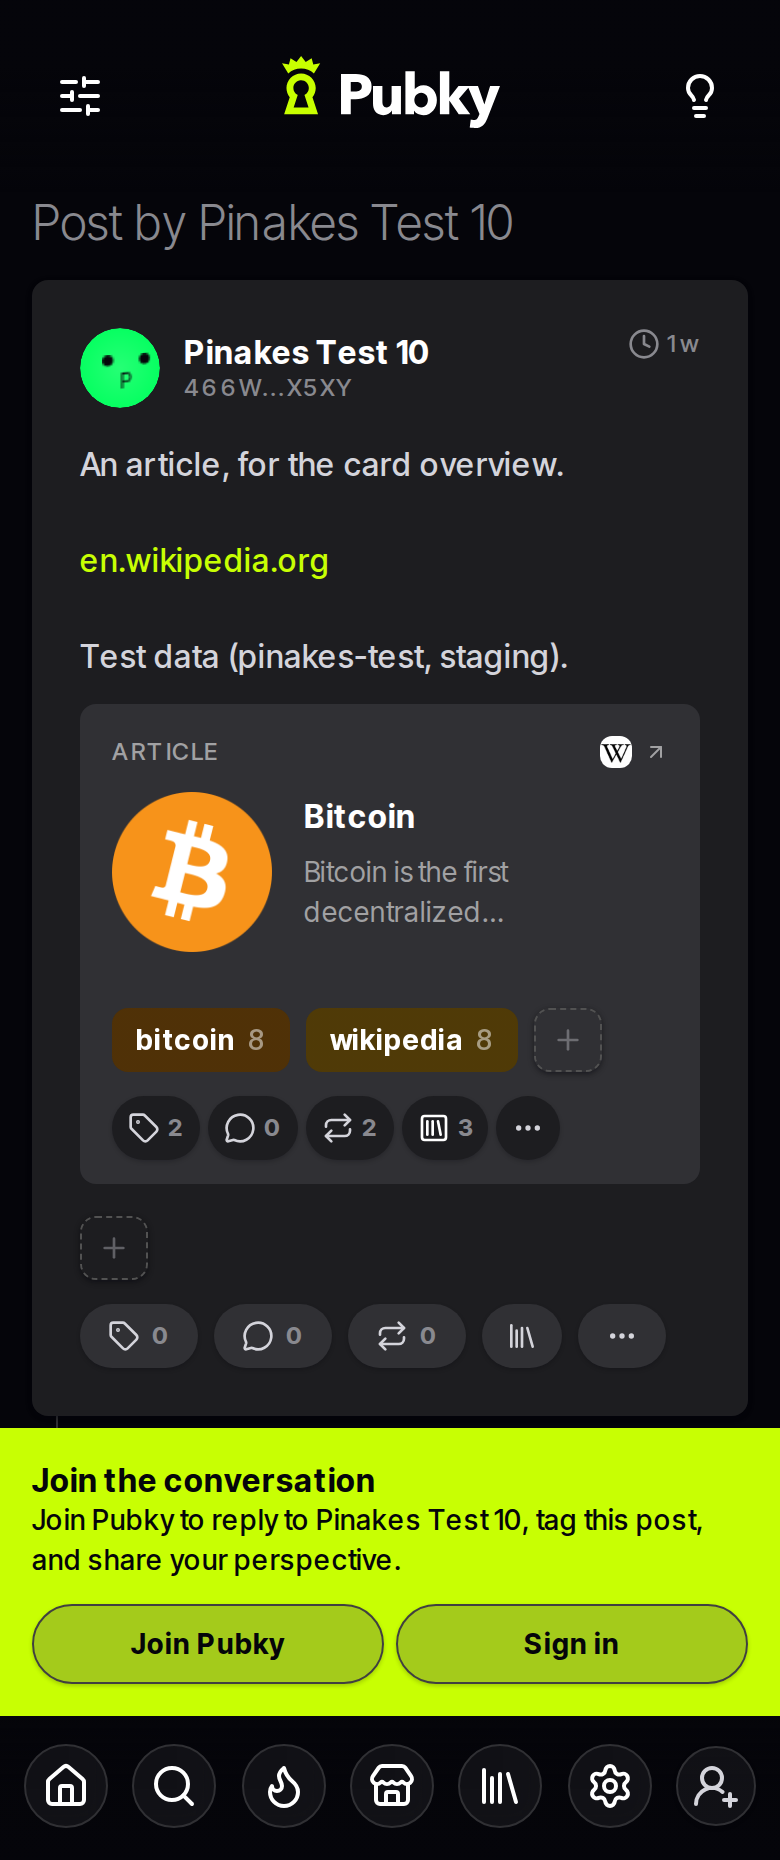 Pubky
Post by Pinakes Test 10
Pinakes Test 10
1w
466W...X5XY
An article, for the card overview.
en.wikipedia.org
Test data (pinakes-test, staging).
ARTICLE
W
Bitcoin
Bitcoin is the first
decentralized...
bitcoin 8
wikipedia 8
2
0
2
3
0
0
0
Join the conversation
Join Pubky to reply to Pinakes Test 10, tag this post,
and share your perspective.
Join Pubky
Sign in